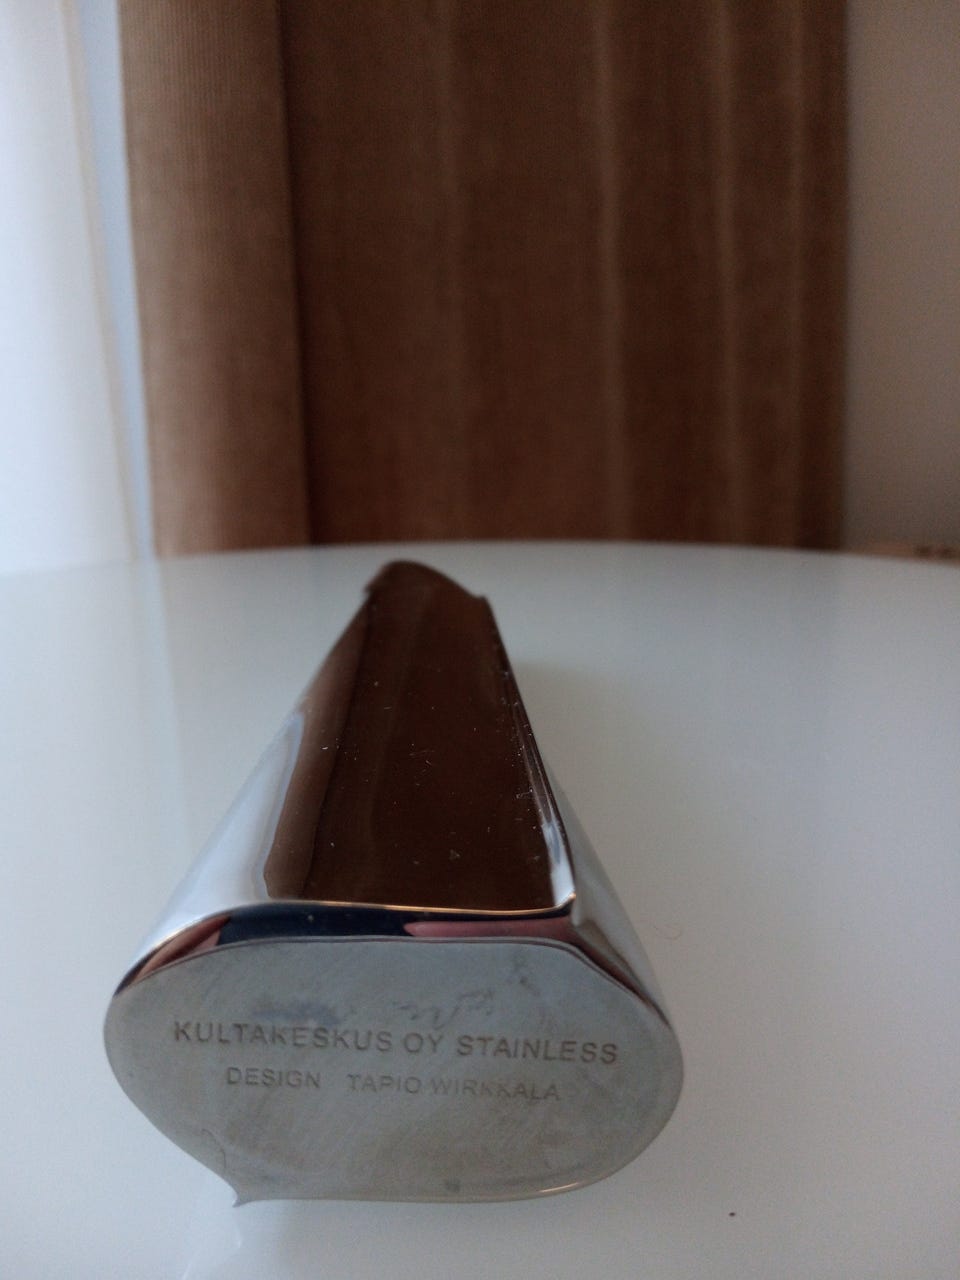 KULTAKESKUS OY STAINLESS
DESIGN TAPIO WIRKKALA